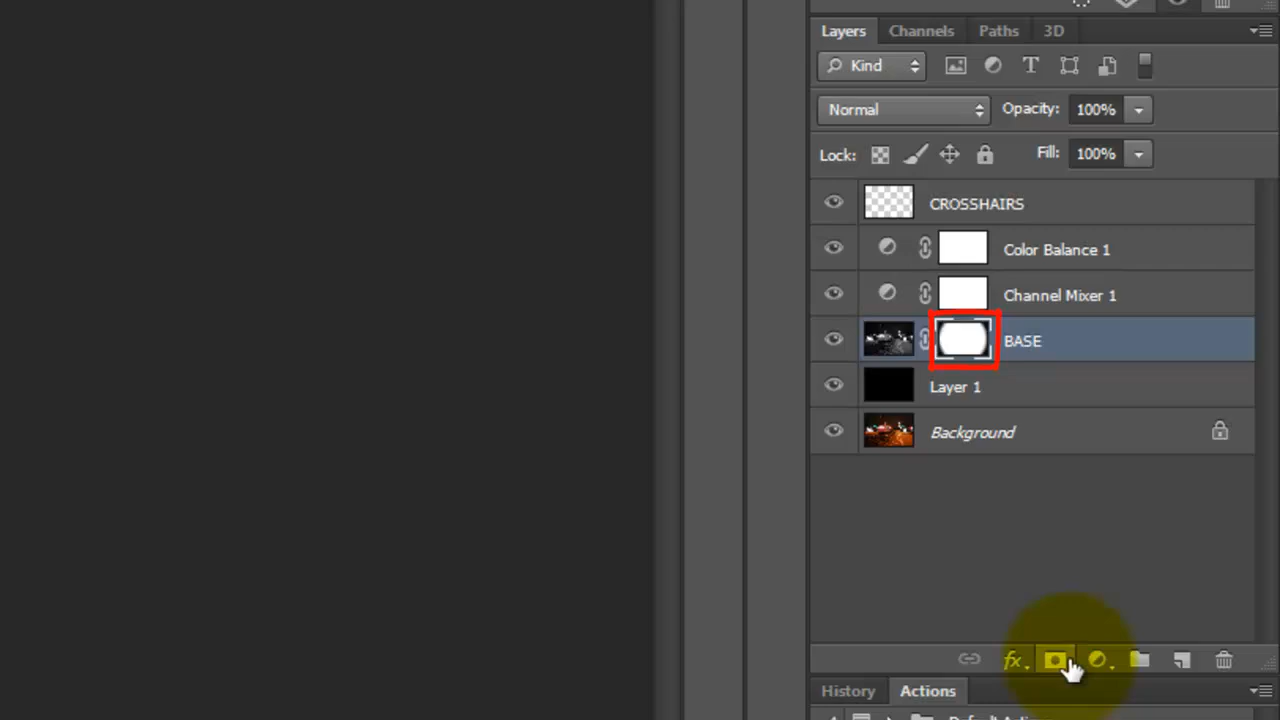 Layers Channels Paths 3D
Kind T
Normal Opacity: 100%
Lock: Fill: 100%
CROSSHAIRS
Color Balance 1
Channel Mixer 1
BASE
Layer 1
Background
fx
History Actions